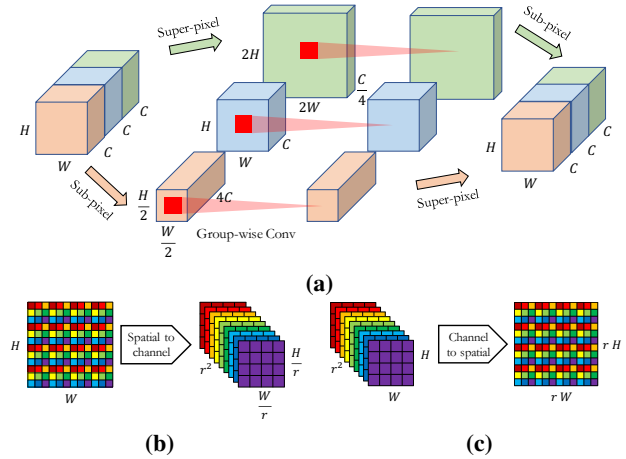 Super-pixel
Sub-pixel
2H
C/4
2W
H
W
C
C
C
H
W
C
H
W
C
C
C
Sub-pixel
H/2
4C
W/2
Group-wise Conv
Super-pixel
(a)
H
W
Spatial to
channel
r²
H/r
W/r
r²
H
W
Channel
to spatial
r H
r W
(b)
(c)